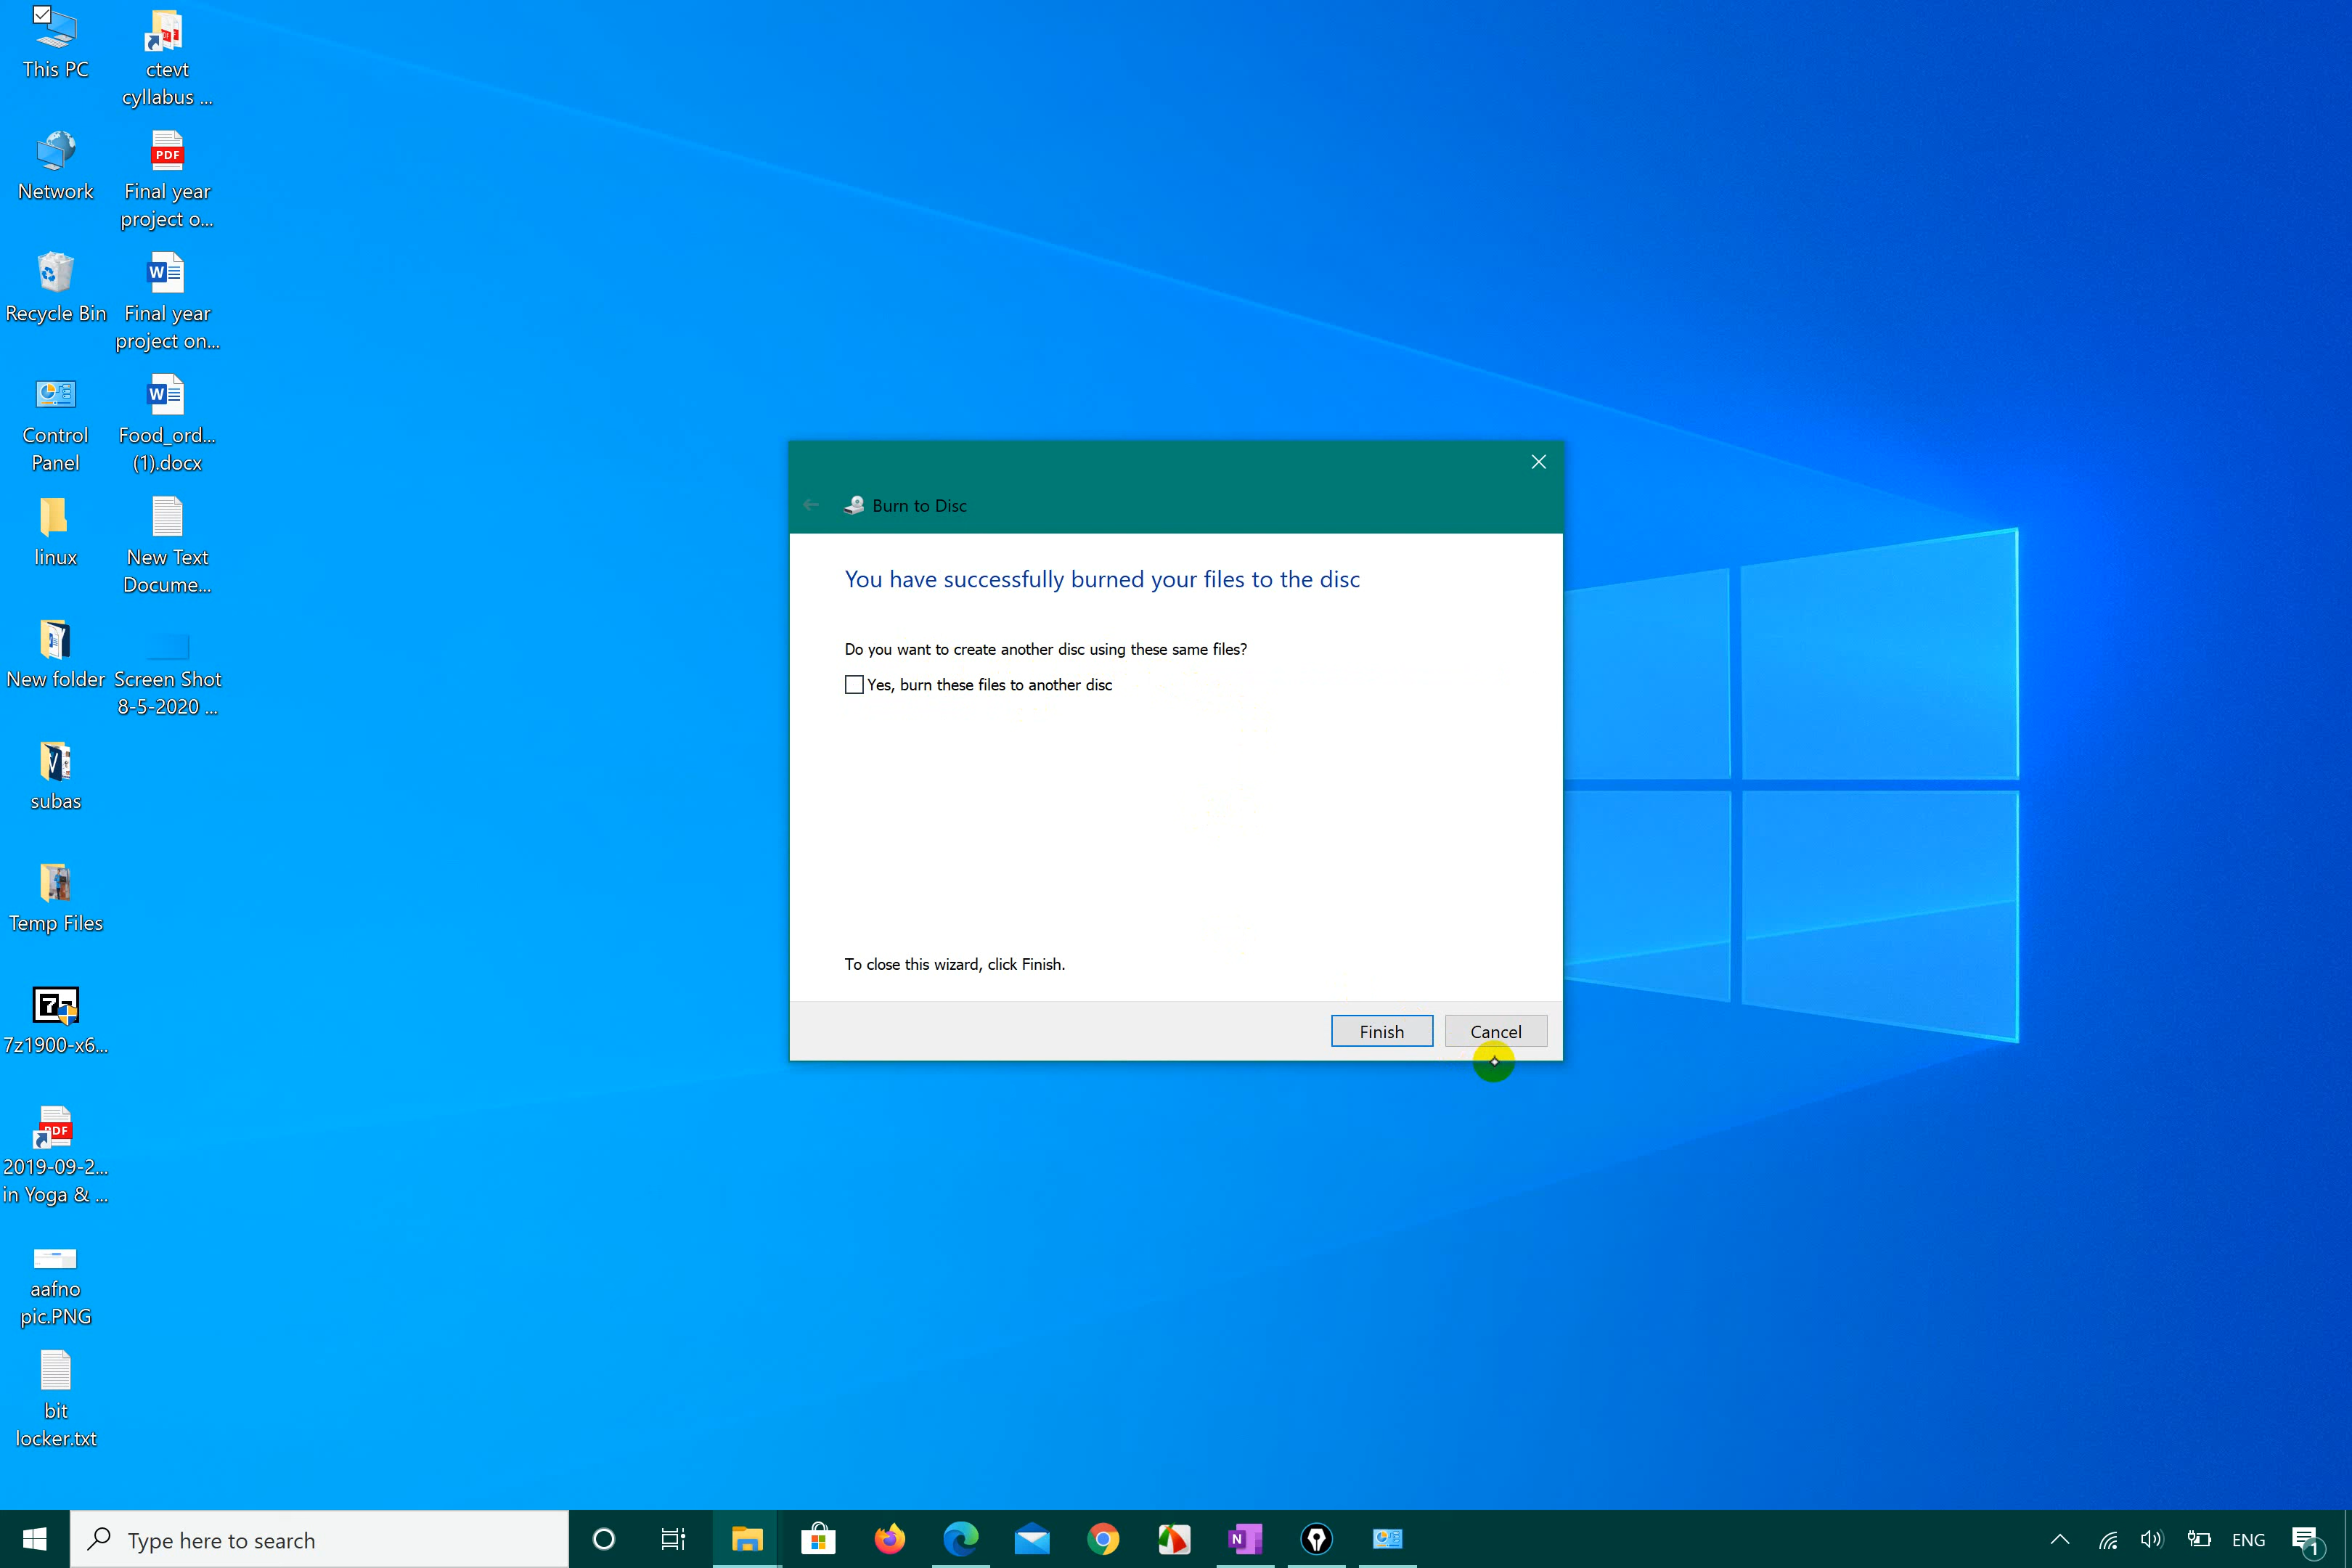 This PC
ctevt
cyllabus ...
Network
Final year
project o...
Recycle Bin
Final year
project on...
Control
Panel
Food_ord...
(1).docx
linux
New Text
Docume...
New folder
Screen Shot
8-5-2020 ...
subas
Temp Files
7z1900-x6...
2019-09-2...
in Yoga & ...
aafno
pic.PNG
bit
locker.txt
Burn to Disc
You have successfully burned your files to the disc
Do you want to create another disc using these same files?
Yes, burn these files to another disc
To close this wizard, click Finish.
Finish
Cancel
Type here to search
ENG
1